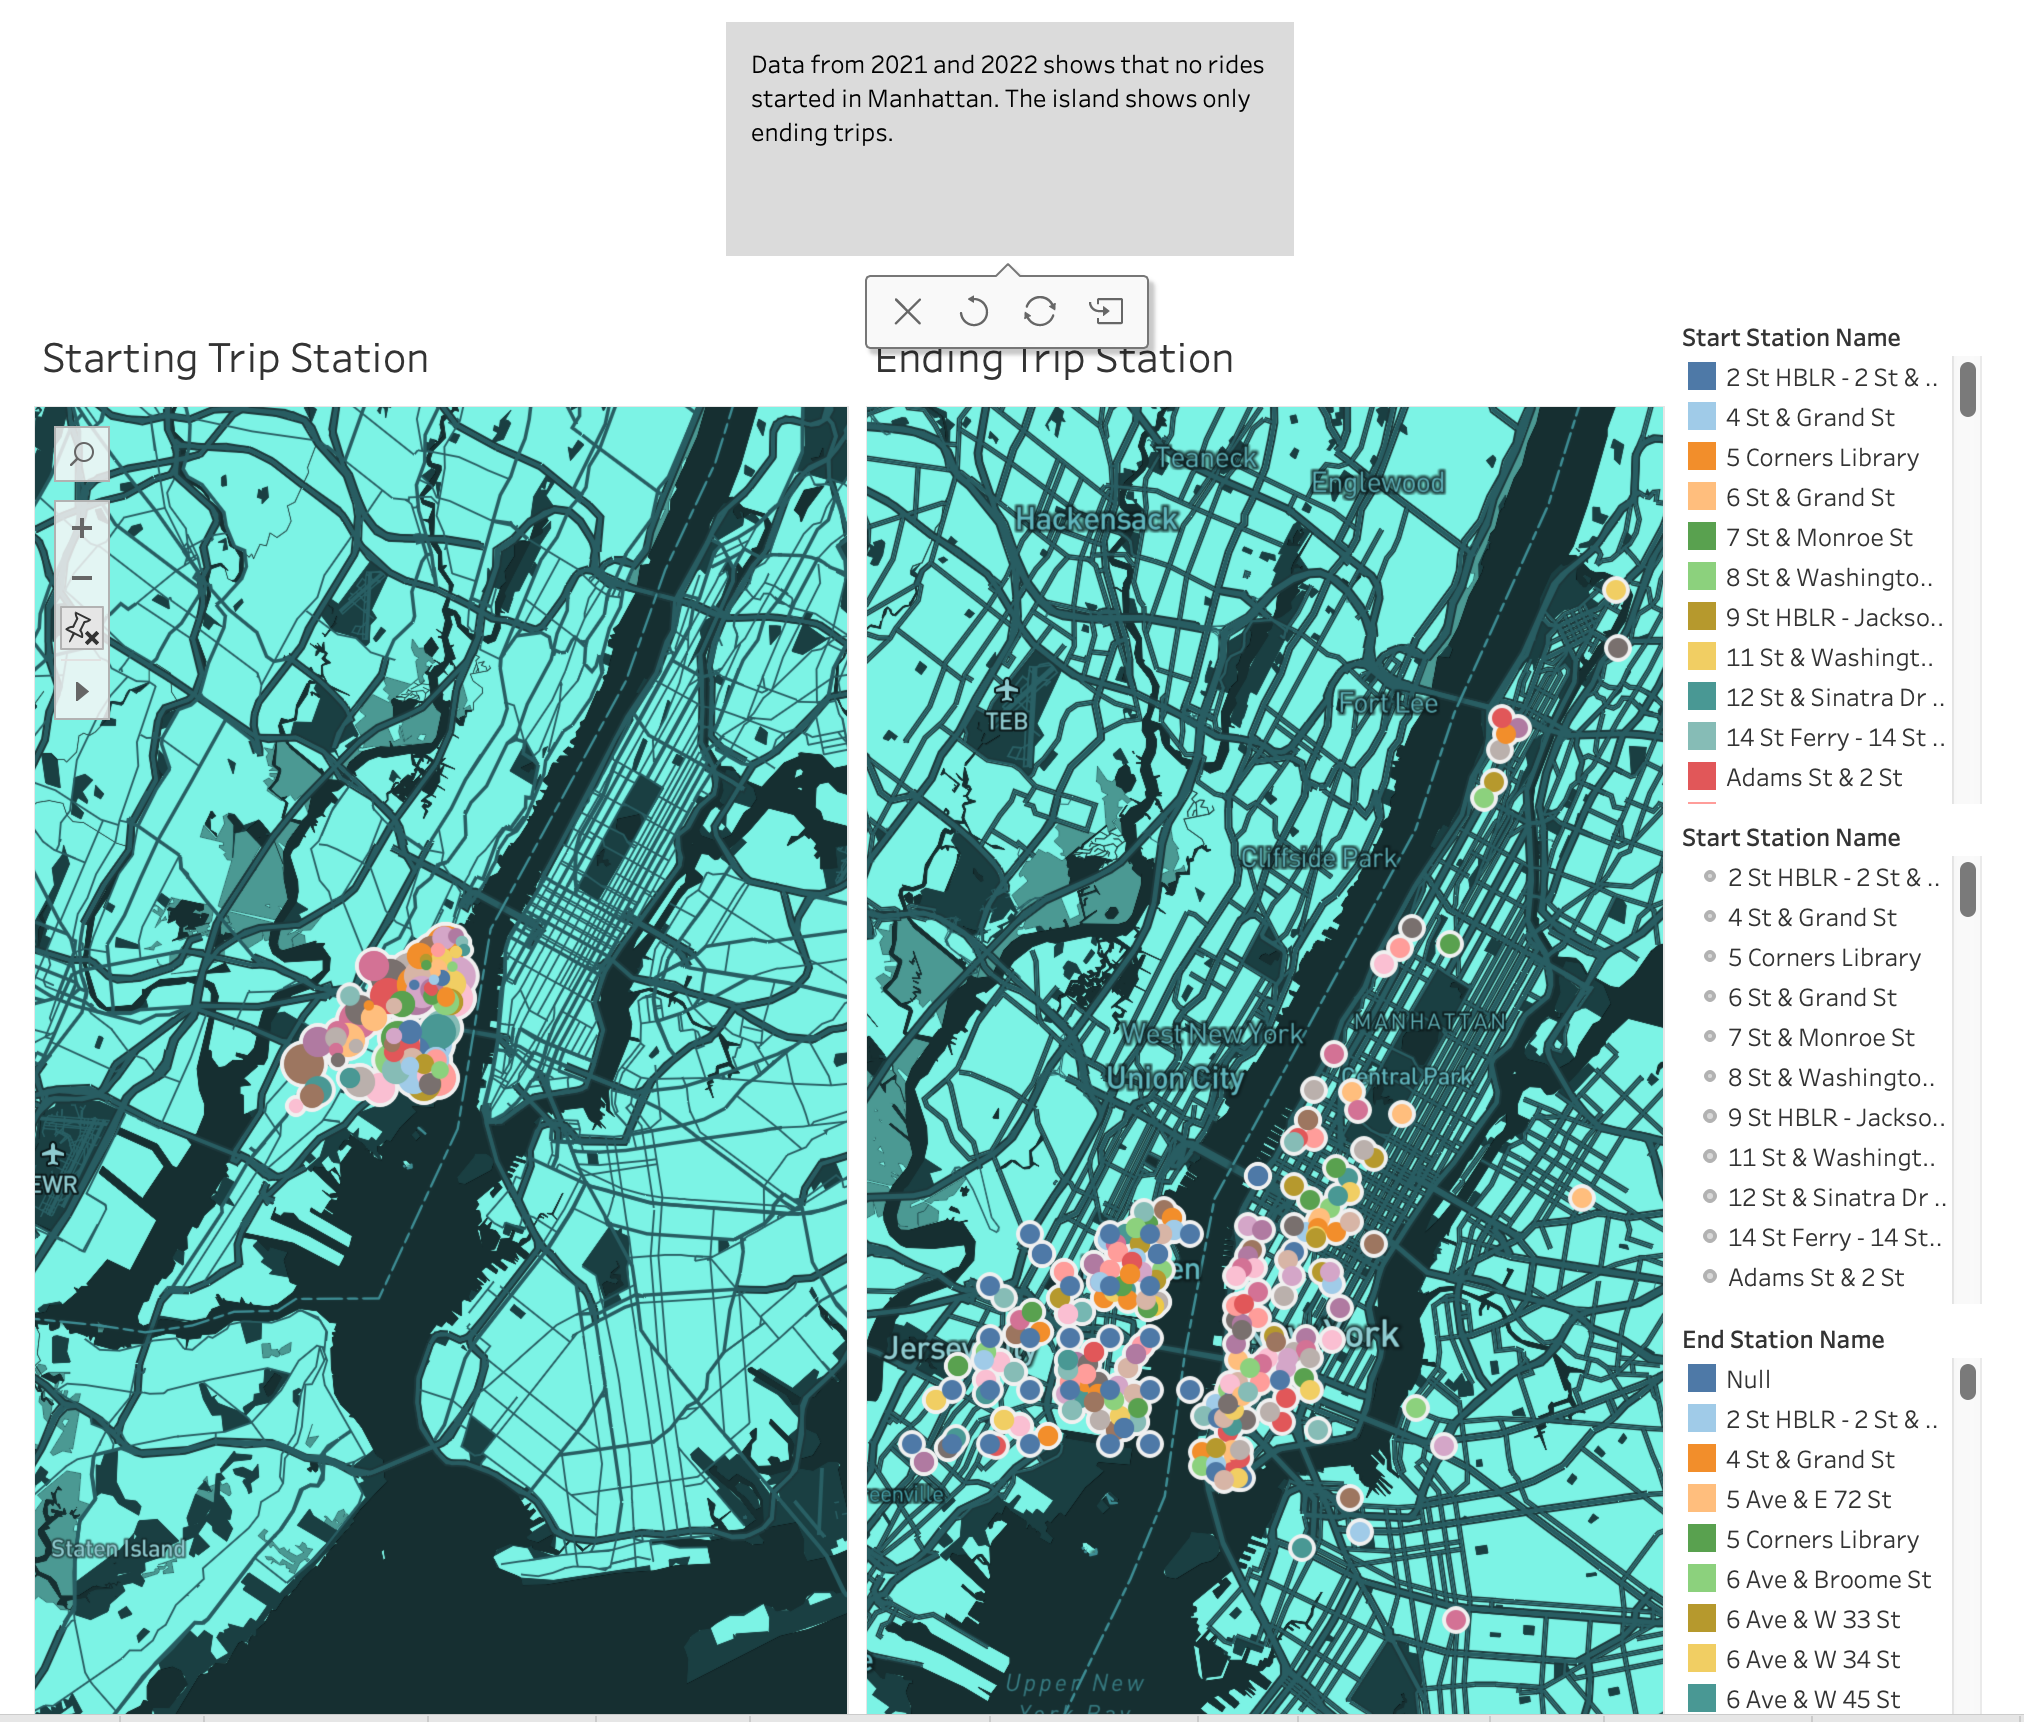 Data from 2021 and 2022 shows that no rides
started in Manhattan. The island shows only
ending trips.
Starting Trip Station
Ending Trip Station
EWR
Staten Island
Teaneck
Englewood
Hackensack
TEB
Fort Lee
Cliffside Park
MANHATTAN
West New York
Union City
Central Park
Upper New
York Bay
Start Station Name
2 St HBLR - 2 St & ..
4 St & Grand St
5 Corners Library
6 St & Grand St
7 St & Monroe St
8 St & Washingto..
9 St HBLR - Jackso..
11 St & Washingt..
12 St & Sinatra Dr ..
14 St Ferry - 14 St ..
Adams St & 2 St
Start Station Name
2 St HBLR - 2 St & ..
4 St & Grand St
5 Corners Library
6 St & Grand St
7 St & Monroe St
8 St & Washingto..
9 St HBLR - Jackso..
11 St & Washingt..
12 St & Sinatra Dr ..
14 St Ferry - 14 St..
Adams St & 2 St
End Station Name
Null
2 St HBLR - 2 St & ..
4 St & Grand St
5 Ave & E 72 St
5 Corners Library
6 Ave & Broome St
6 Ave & W 33 St
6 Ave & W 34 St
6 Ave & W 45 St